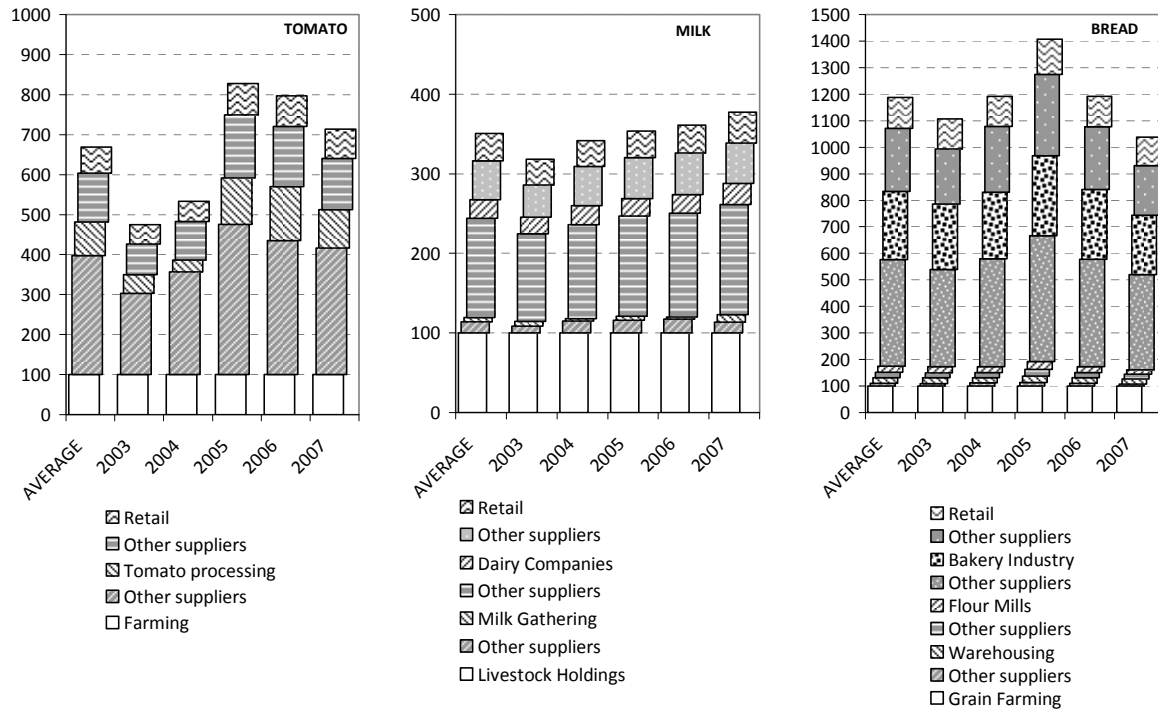 TOMATO
1000
900
800
700
600
500
400
300
200
100
0
AVERAGE
2003
2004
2005
2006
2007
Retail
Other suppliers
Tomato processing
Other suppliers
Farming
MILK
500
400
300
200
100
0
AVERAGE
2003
2004
2005
2006
2007
Retail
Other suppliers
Dairy Companies
Other suppliers
Milk Gathering
Other suppliers
Livestock Holdings
BREAD
1500
1400
1300
1200
1100
1000
900
800
700
600
500
400
300
200
100
0
AVERAGE
2003
2004
2005
2006
2007
Retail
Other suppliers
Bakery Industry
Other suppliers
Flour Mills
Other suppliers
Warehousing
Other suppliers
Grain Farming